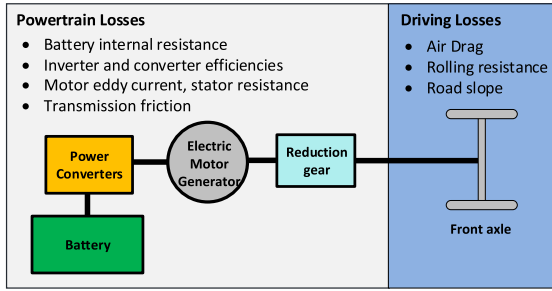 Powertrain Losses
• Battery internal resistance
• Inverter and converter efficiencies
• Motor eddy current, stator resistance
• Transmission friction
Driving Losses
• Air Drag
• Rolling resistance
• Road slope
Power
Converters
Electric
Motor
Generator
Reduction
gear
Battery
Front axle